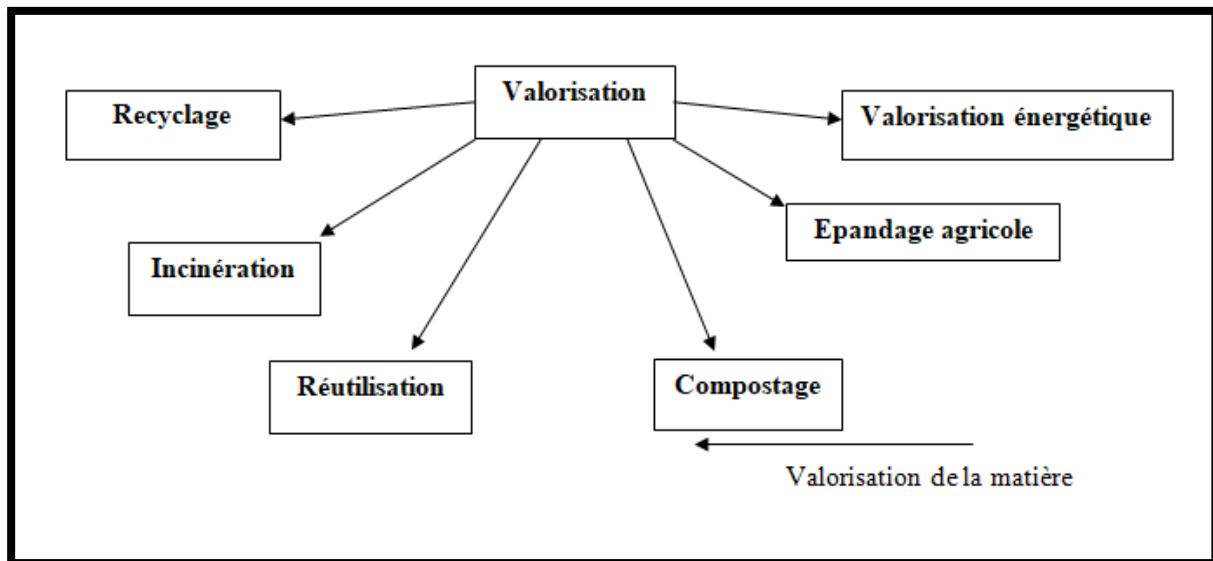 Valorisation
Recyclage
Valorisation énergétique
Epandage agricole
Incinération
Réutilisation
Compostage
Valorisation de la matière